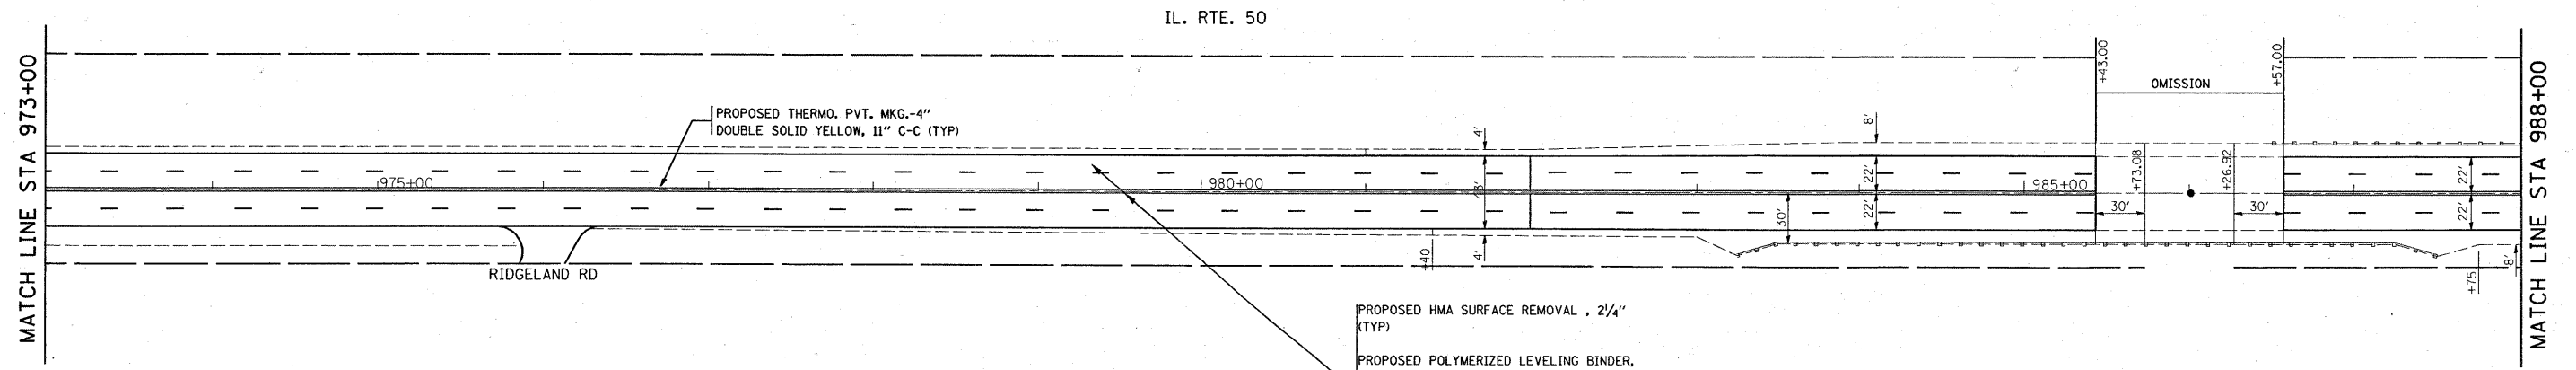 IL. RTE. 50
MATCH LINE STA 973+00
PROPOSED THERMO. PVT. MKG.-4"
DOUBLE SOLID YELLOW, 11" C-C (TYP)
+43.00
OMISSION
+57.00
MATCH LINE STA 988+00
4'
8'
975+00
980+00
985+00
43'
22'
22'
30'
+73.08
+26.92
30'
30'
22'
22'
RIDGELAND RD
+40
4'
+75
8'
PROPOSED HMA SURFACE REMOVAL , 2 1/4"
(TYP)
PROPOSED POLYMERIZED LEVELING BINDER,